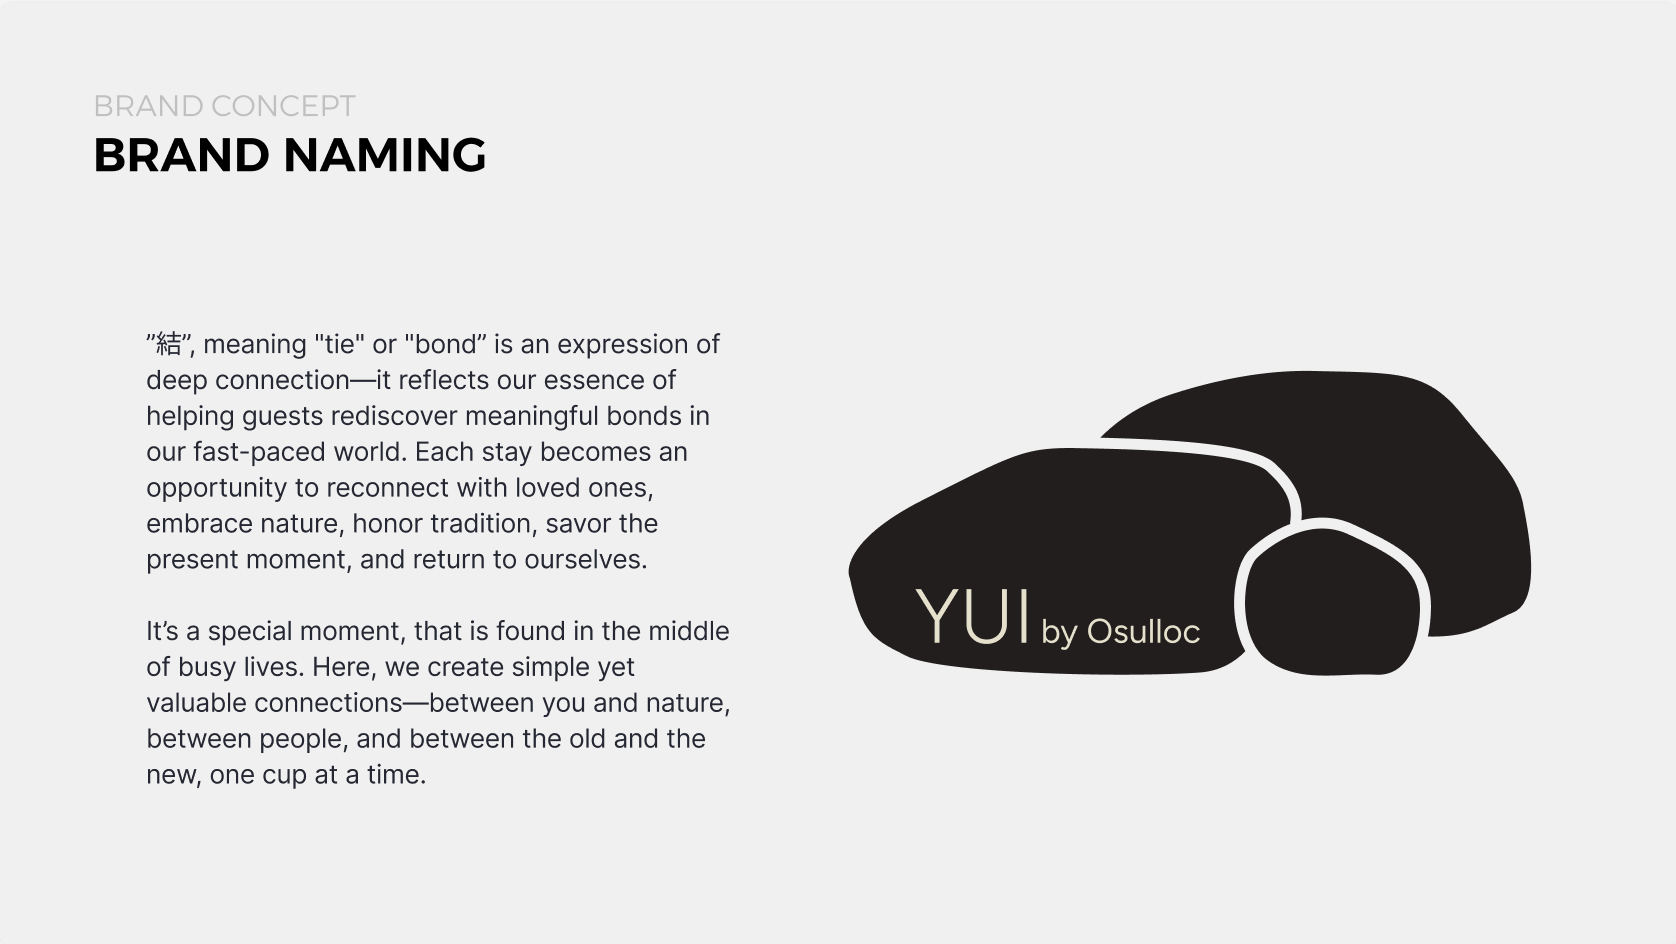 BRAND CONCEPT
BRAND NAMING
”結”, meaning "tie" or "bond” is an expression of
deep connection—it reflects our essence of
helping guests rediscover meaningful bonds in
our fast-paced world. Each stay becomes an
opportunity to reconnect with loved ones,
embrace nature, honor tradition, savor the
present moment, and return to ourselves.
It’s a special moment, that is found in the middle
of busy lives. Here, we create simple yet
valuable connections—between you and nature,
between people, and between the old and the
new, one cup at a time.
YUI by Osulloc